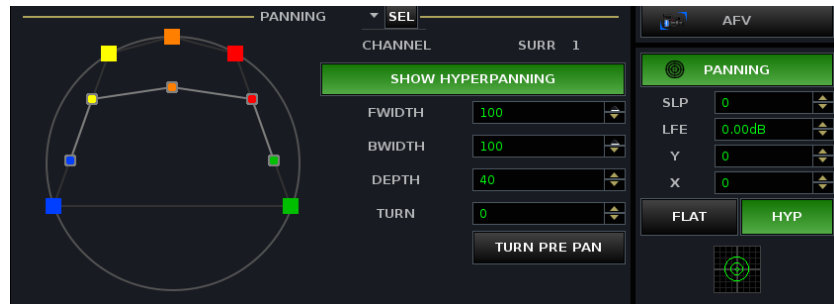 PANNING SEL
AFV
CHANNEL SURR 1
SHOW HYPERPANNING
PANNING
FWIDTH 100
SLP 0
LFE 0.00dB
BWIDTH 100
Y 0
DEPTH 40
X 0
TURN 0
FLAT HYP
TURN PRE PAN